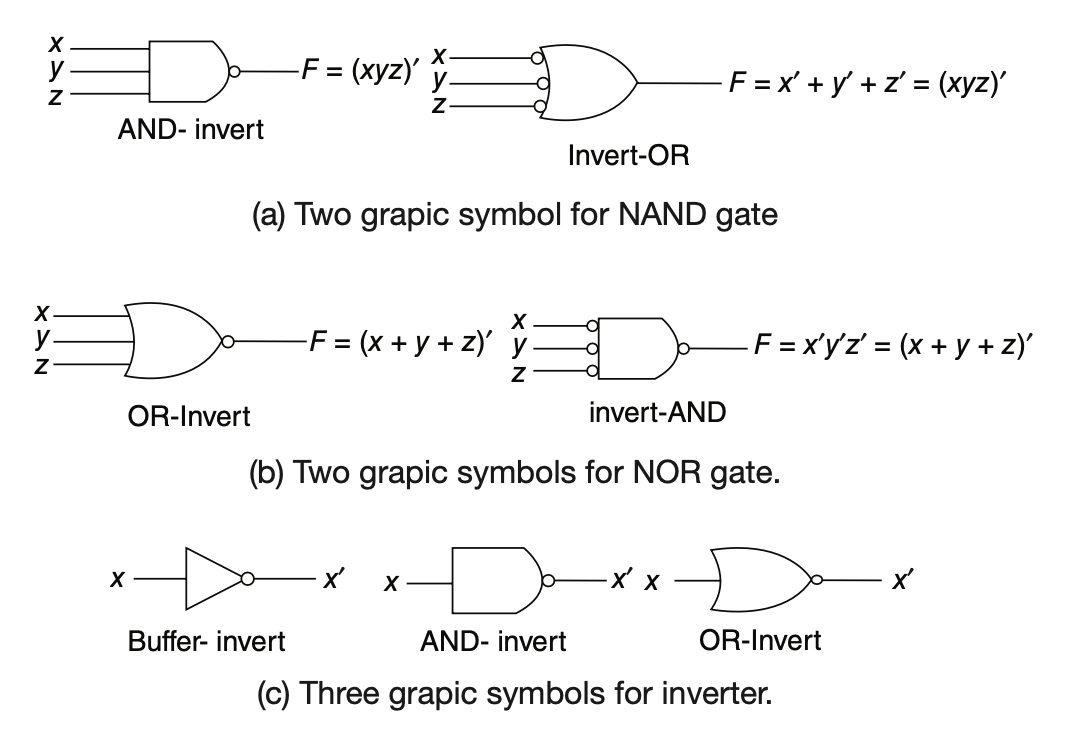 x
y
z
F = (xyz)′
AND- invert
x
y
z
F = x′ + y′ + z′ = (xyz)′
Invert-OR
(a) Two grapic symbol for NAND gate
x
y
z
F = (x + y + z)′
OR-Invert
x
y
z
F = x′y′z′ = (x + y + z)′
invert-AND
(b) Two grapic symbols for NOR gate.
x
x′
Buffer- invert
x
x′
AND- invert
x
x′
OR-Invert
(c) Three grapic symbols for inverter.